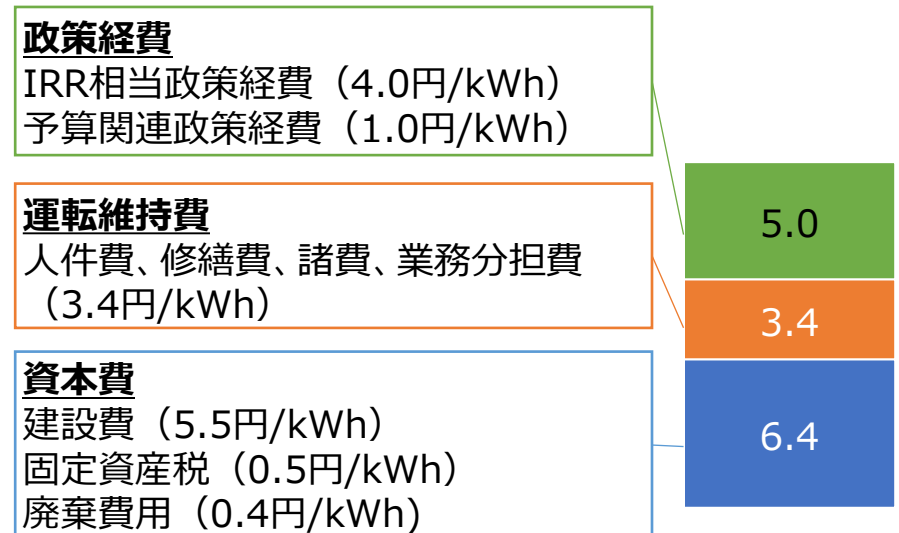 政策経費
IRR相当政策経費（4.0円/kWh）
予算関連政策経費（1.0円/kWh）
運転維持費
人件費、修繕費、諸費、業務分担費
（3.4円/kWh）
資本費
建設費（5.5円/kWh）
固定資産税（0.5円/kWh）
廃棄費用（0.4円/kWh)
5.0
3.4
6.4